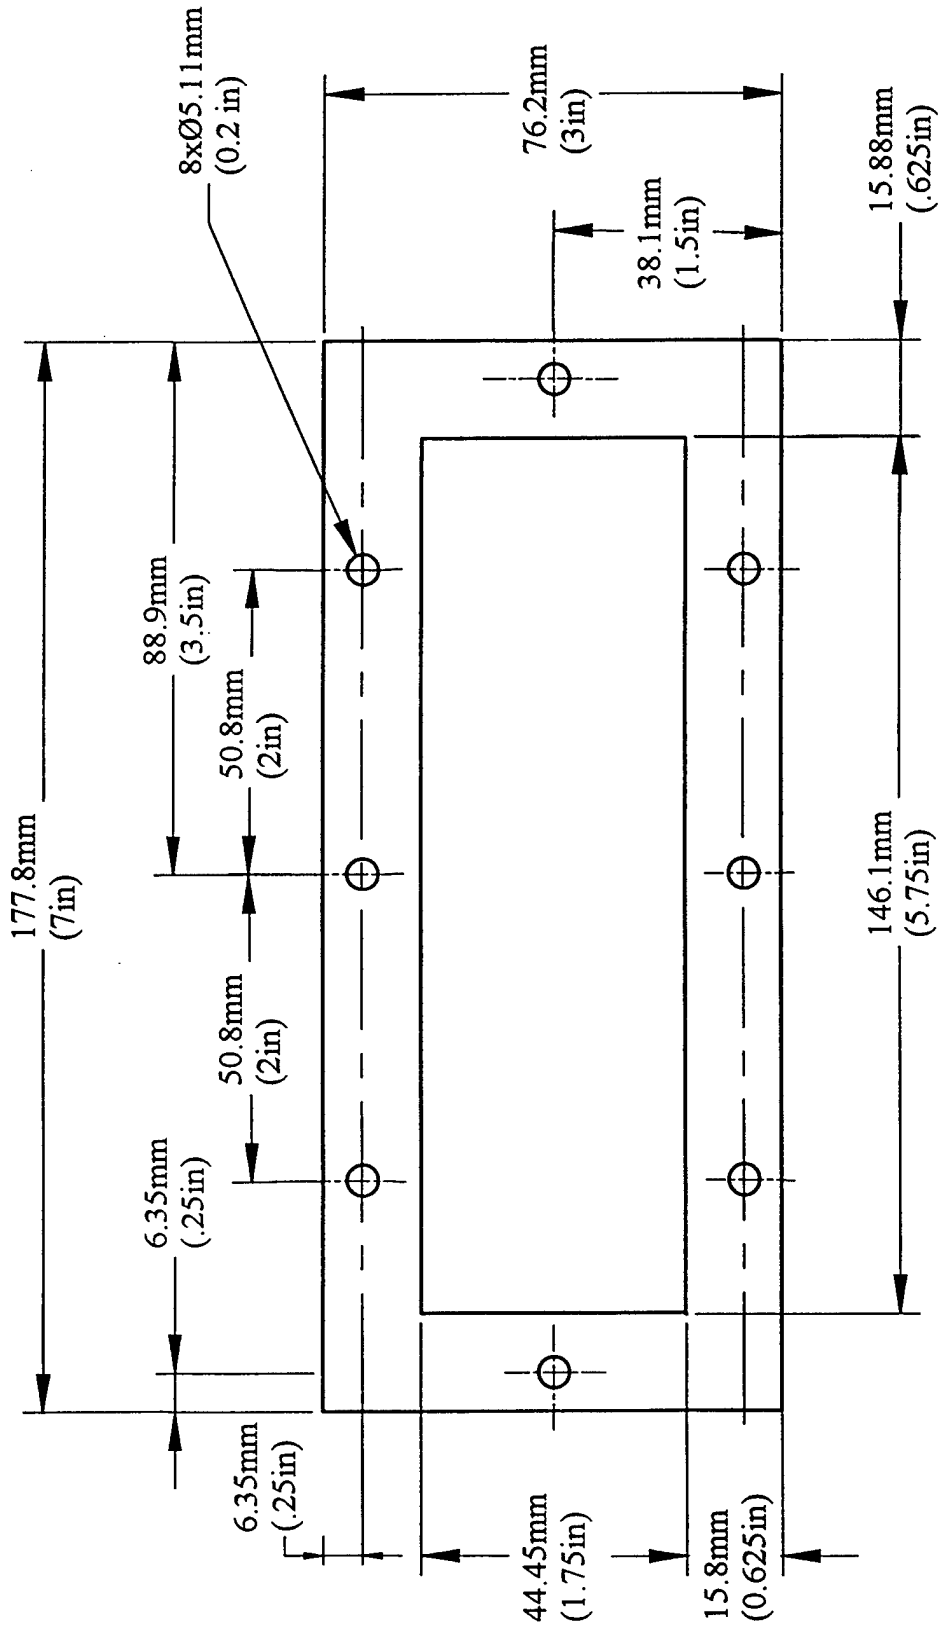 177.8mm
(7in)
6.35mm
(.25in)
88.9mm
(3.5in)
50.8mm
(2in)
50.8mm
(2in)
8xØ5.11mm
(0.2 in)
6.35mm
(.25in)
44.45mm
(1.75in)
15.8mm
(0.625in)
76.2mm
(3in)
38.1mm
(1.5in)
146.1mm
(5.75in)
15.88mm
(.625in)